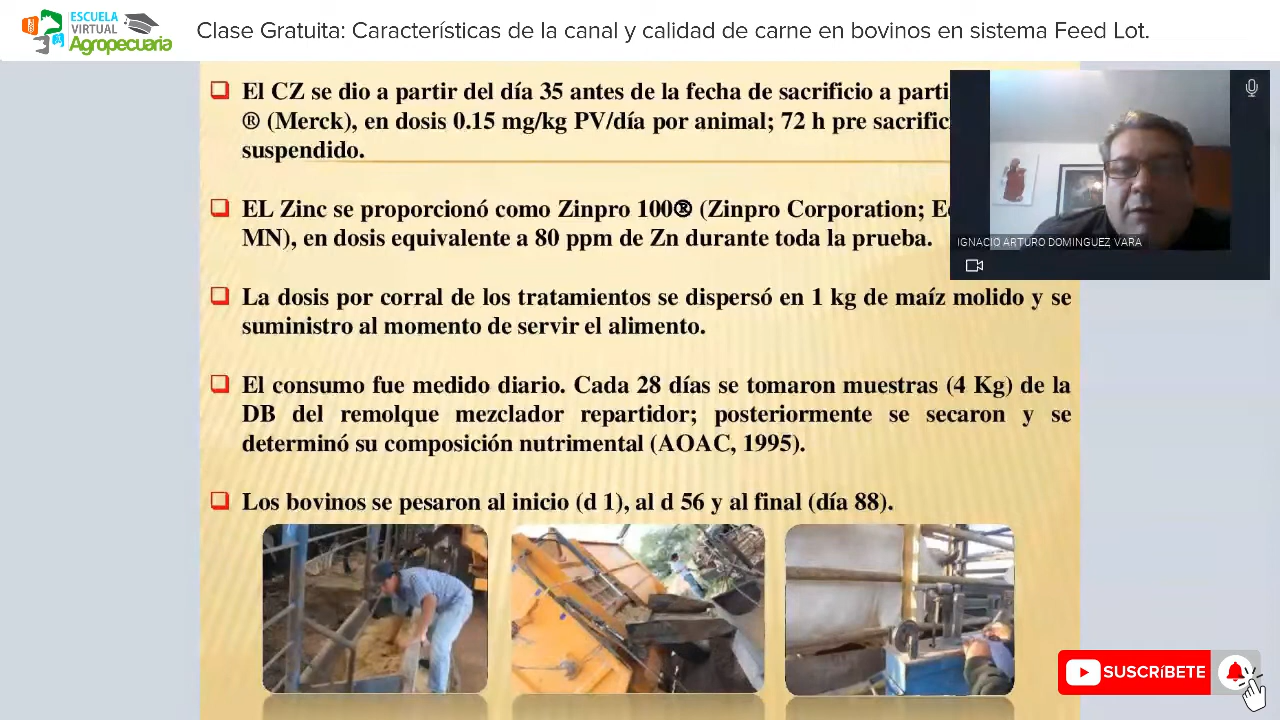 ESCUELA
VIRTUAL
Agropecuaria
Clase Gratuita: Características de la canal y calidad de carne en bovinos en sistema Feed Lot.
El CZ se dio a partir del día 35 antes de la fecha de sacrificio a
® (Merck), en dosis 0.15 mg/kg PV/día por animal; 72 h pre
suspendido.
EL Zinc se proporcionó como Zinpro 100® (Zinpro Corporation;
MN), en dosis equivalente a 80 ppm de Zn durante toda la prueba.
IGNACIO ARTURO DOMINGUEZ VARA
La dosis por corral de los tratamientos se dispersó en 1 kg de maíz molido y se
suministro al momento de servir el alimento.
El consumo fue medido diario. Cada 28 días se tomaron muestras (4 Kg) de la
DB del remolque mezclador repartidor; posteriormente se secaron y se
determinó su composición nutrimental (AOAC, 1995).
Los bovinos se pesaron al inicio (d 1), al d 56 y al final (día 88).
SUSCRíBETE